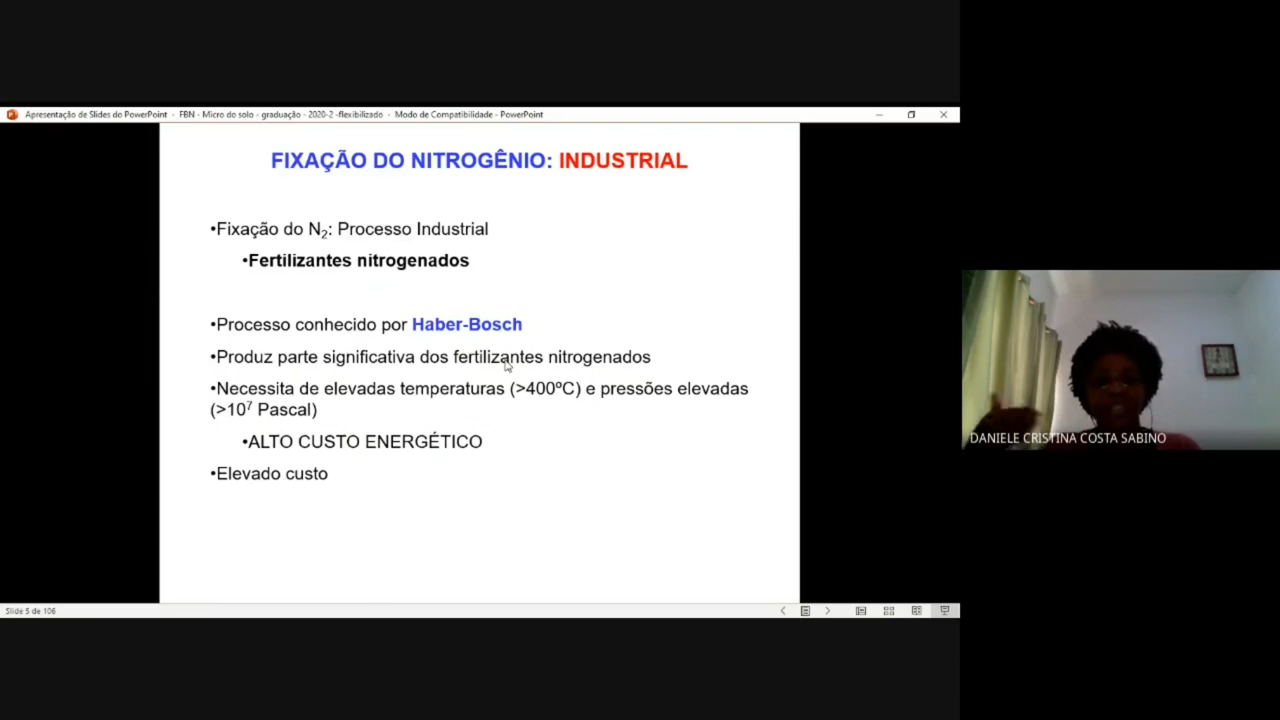 Apresentação de Slides do PowerPoint - FBN - Micro do solo - graduação - 2020-2 -flexibilizado - Modo de Compatibilidade - PowerPoint
FIXAÇÃO DO NITROGÊNIO: INDUSTRIAL
•Fixação do N₂: Processo Industrial
•Fertilizantes nitrogenados
•Processo conhecido por Haber-Bosch
•Produz parte significativa dos fertilizantes nitrogenados
•Necessita de elevadas temperaturas (>400ºC) e pressões elevadas
(>10⁷ Pascal)
•ALTO CUSTO ENERGÉTICO
•Elevado custo
DANIELE CRISTINA COSTA SABINO
Slide 5 de 106